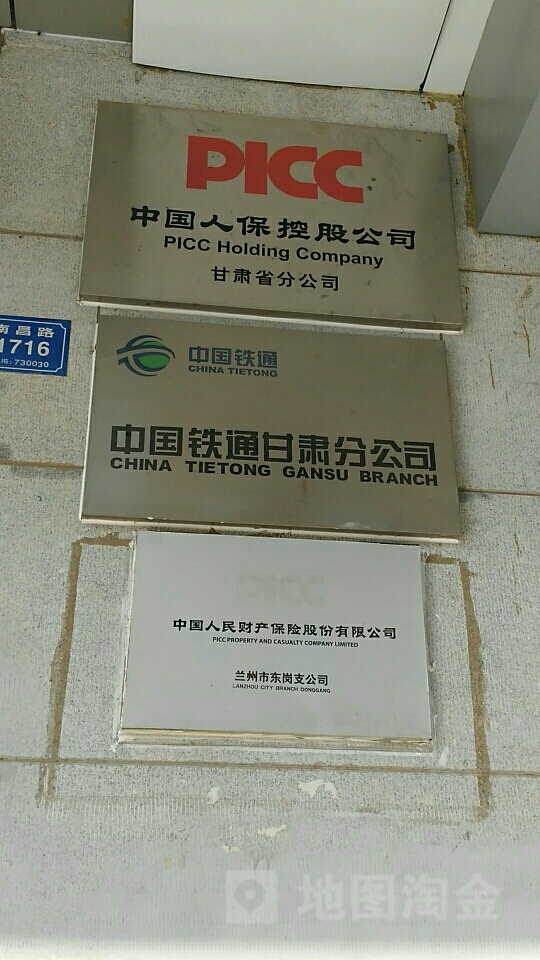 PICC
中国人保控股公司
PICC Holding Company
甘肃省分公司
南昌路
1716
730030
中国铁通
CHINA TIETONG
中国铁通甘肃分公司
CHINA TIETONG GANSU BRANCH
中国人民财产保险股份有限公司
PICC PROPERTY AND CASUALTY COMPANY LIMITED
兰州市东岗支公司
LANZHOU CITY BRANCH DONGGANG
地图淘金